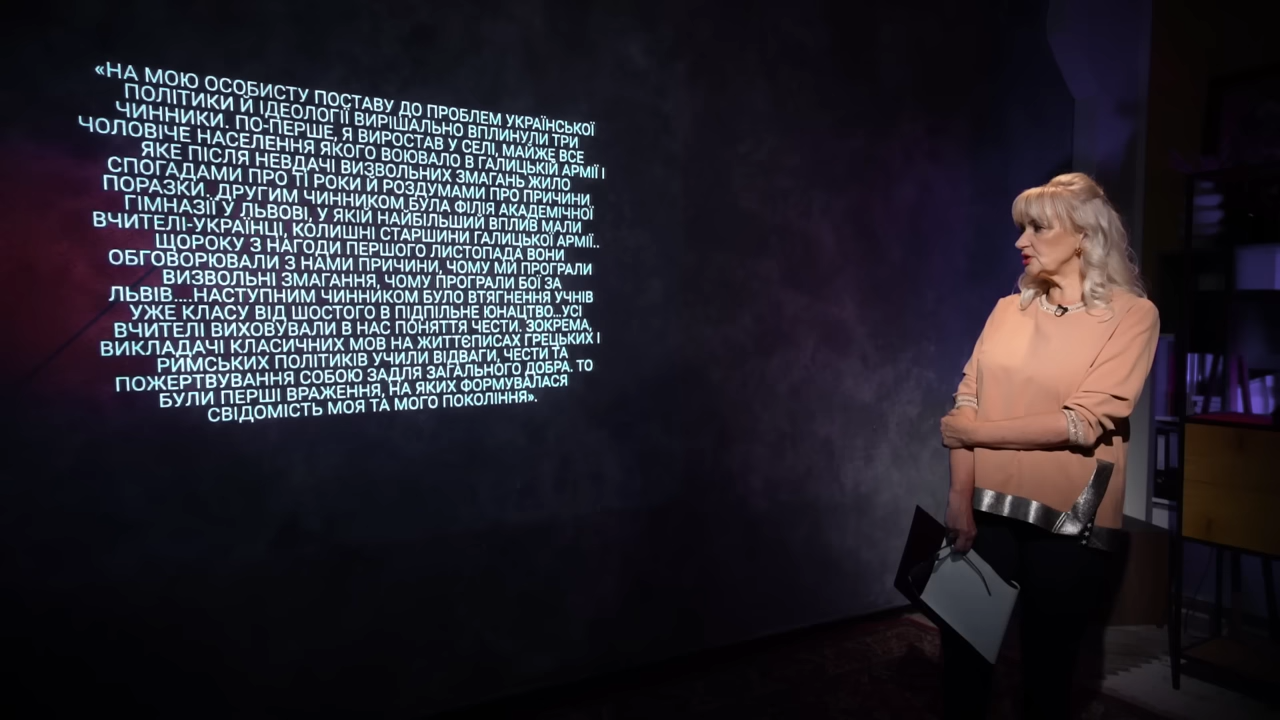 «НА МОЮ ОСОБИСТУ ПОСТАВУ ДО ПРОБЛЕМ УКРАЇНСЬКОЇ
ПОЛІТИКИ Й ІДЕОЛОГІЇ ВИРІШАЛЬНО ВПЛИНУЛИ ТРИ
ЧИННИКИ. ПО-ПЕРШЕ, Я ВИРОСТАВ У СЕЛІ, МАЙЖЕ ВСЕ
ЧОЛОВІЧЕ НАСЕЛЕННЯ ЯКОГО ВОЮВАЛО В ГАЛИЦЬКІЙ АРМІЇ І
ЯКЕ ПІСЛЯ НЕВДАЧІ ВИЗВОЛЬНИХ ЗМАГАНЬ ЖИЛО
СПОГАДАМИ ПРО ТІ РОКИ Й РОЗДУМАМИ ПРО ПРИЧИНИ
ПОРАЗКИ. ДРУГИМ ЧИННИКОМ БУЛА ФІЛІЯ АКАДЕМІЧНОЇ
ГІМНАЗІЇ У ЛЬВОВІ, У ЯКІЙ НАЙБІЛЬШИЙ ВПЛИВ МАЛИ
ВЧИТЕЛІ-УКРАЇНЦІ, КОЛИШНІ СТАРШИНИ ГАЛИЦЬКОЇ АРМІЇ..
ЩОРОКУ З НАГОДИ ПЕРШОГО ЛИСТОПАДА ВОНИ
ОБГОВОРЮВАЛИ З НАМИ ПРИЧИНИ, ЧОМУ МИ ПРОГРАЛИ
ВИЗВОЛЬНІ ЗМАГАННЯ, ЧОМУ ПРОГРАЛИ БОЇ ЗА
ЛЬВІВ....НАСТУПНИМ ЧИННИКОМ БУЛО ВТЯГНЕННЯ УЧНІВ
УЖЕ КЛАСУ ВІД ШОСТОГО В ПІДПІЛЬНЕ ЮНАЦТВО...УСІ
ВЧИТЕЛІ ВИХОВУВАЛИ В НАС ПОНЯТТЯ ЧЕСТИ. ЗОКРЕМА,
ВИКЛАДАЧІ КЛАСИЧНИХ МОВ НА ЖИТТЄПИСАХ ГРЕЦЬКИХ І
РИМСЬКИХ ПОЛІТИКІВ УЧИЛИ ВІДВАГИ, ЧЕСТИ ТА
ПОЖЕРТВУВАННЯ СОБОЮ ЗАДЛЯ ЗАГАЛЬНОГО ДОБРА. ТО
БУЛИ ПЕРШІ ВРАЖЕННЯ, НА ЯКИХ ФОРМУВАЛАСЯ
СВІДОМІСТЬ МОЯ ТА МОГО ПОКОЛІННЯ».